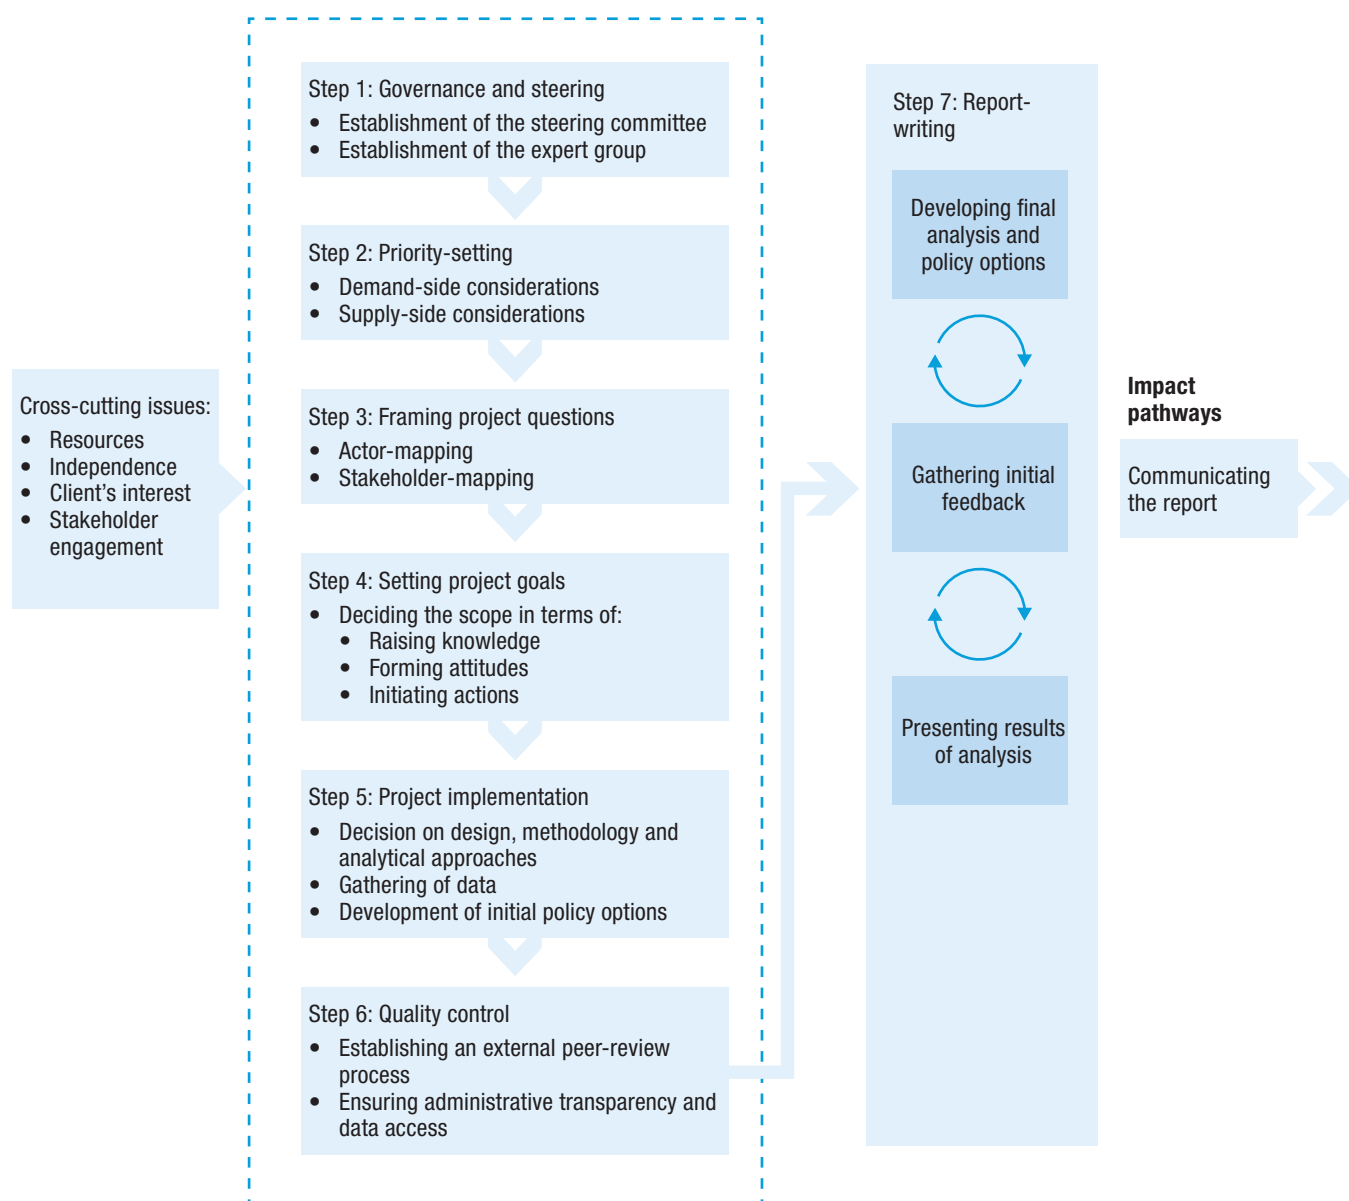 Cross-cutting issues:
• Resources
• Independence
• Client’s interest
• Stakeholder
engagement
Step 1: Governance and steering
• Establishment of the steering committee
• Establishment of the expert group
Step 2: Priority-setting
• Demand-side considerations
• Supply-side considerations
Step 3: Framing project questions
• Actor-mapping
• Stakeholder-mapping
Step 4: Setting project goals
• Deciding the scope in terms of:
• Raising knowledge
• Forming attitudes
• Initiating actions
Step 5: Project implementation
• Decision on design, methodology and
analytical approaches
• Gathering of data
• Development of initial policy options
Step 6: Quality control
• Establishing an external peer-review
process
• Ensuring administrative transparency and
data access
Step 7: Report-
writing
Developing final
analysis and
policy options
Gathering initial
feedback
Presenting results
of analysis
Impact
pathways
Communicating
the report